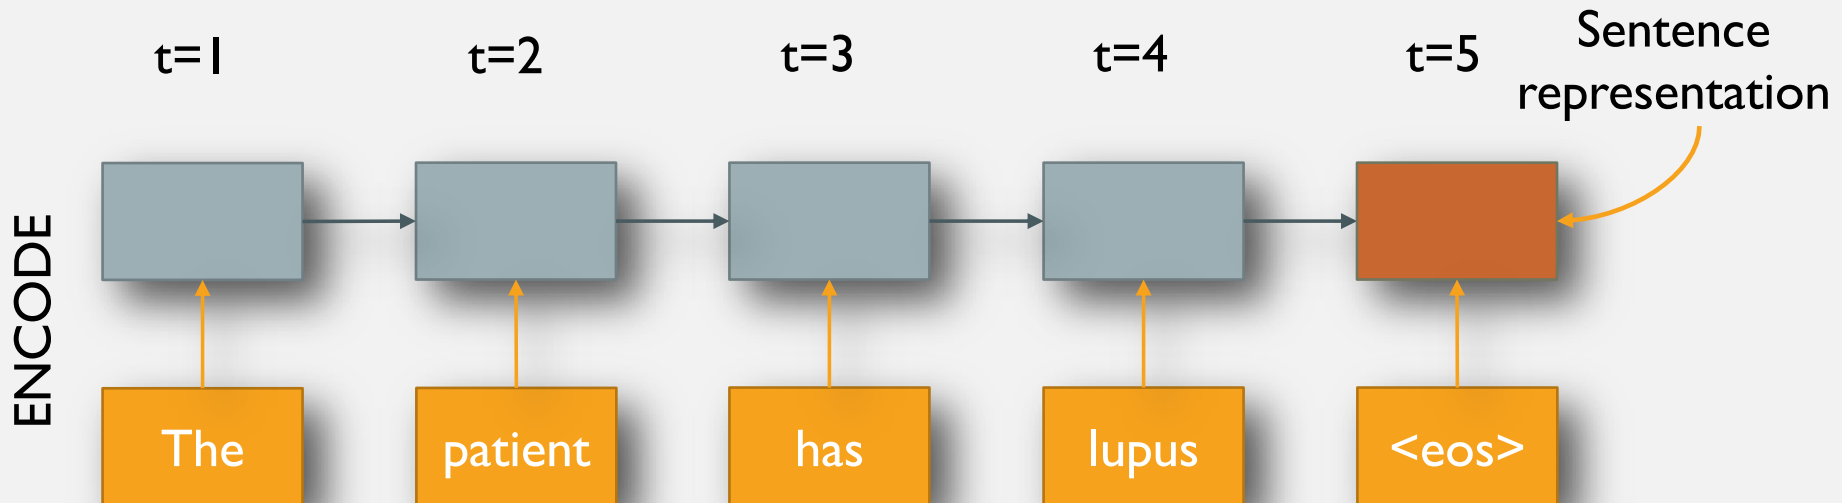 t=1
t=2
t=3
t=4
t=5
Sentence
representation
ENCODE
The
patient
has
lupus
<eos>